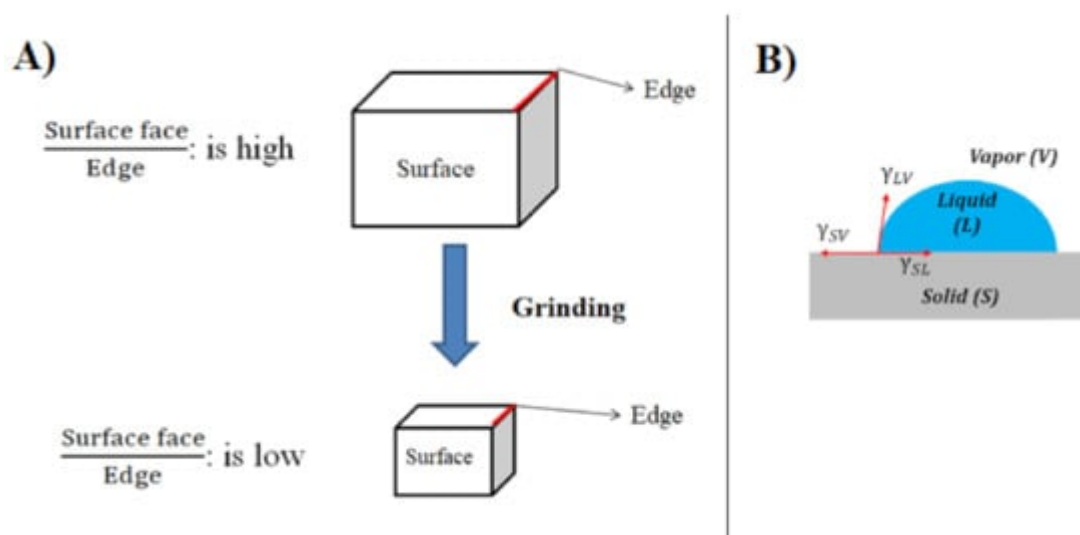 A)
Surface face
Edge
: is high
Edge
Surface
Grinding
Surface face
Edge
: is low
Edge
Surface
B)
Vapor (V)
γLV
Liquid
(L)
γSV
γSL
Solid (S)